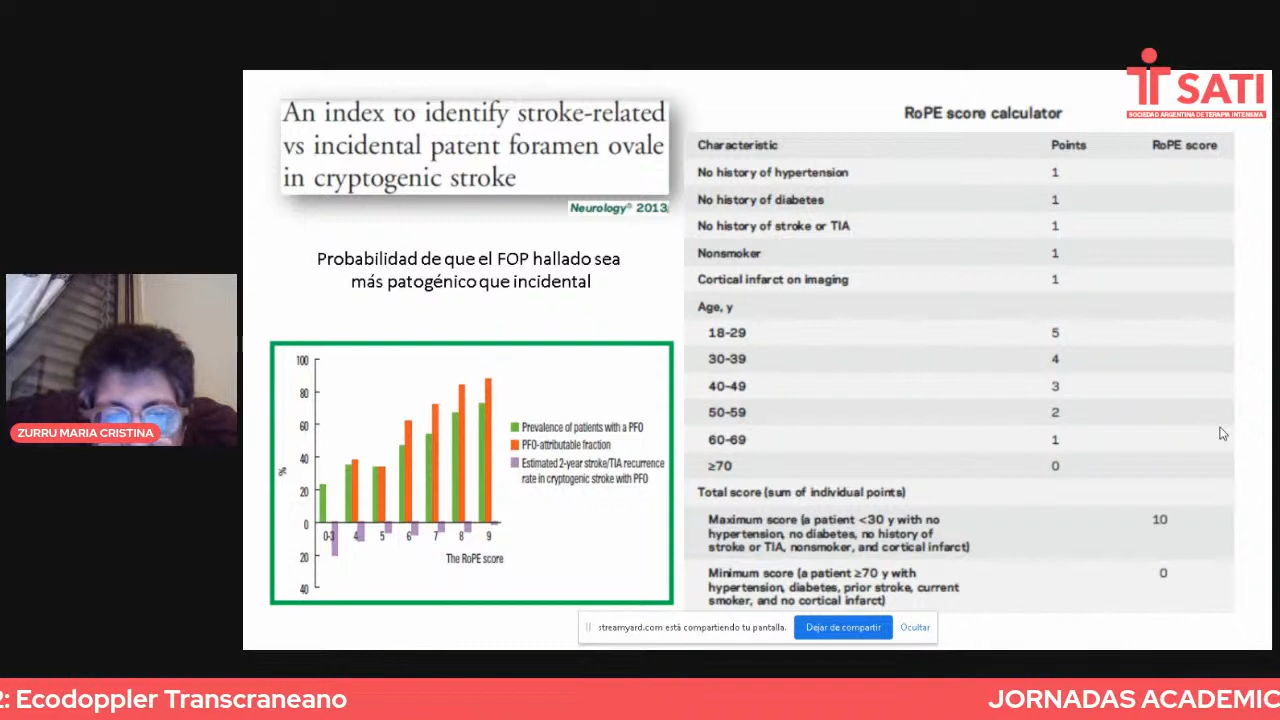 SATI
SOCIEDAD ARGENTINA DE TERAPIA INTENSIVA
An index to identify stroke-related
vs incidental patent foramen ovale
in cryptogenic stroke
Neurology® 2013
Probabilidad de que el FOP hallado sea
más patogénico que incidental
100
80
60
40
20
0
20
40
%
0-3 4 5 6 7 8 9
The RoPE score
Prevalence of patients with a PFO
PFO-attributable fraction
Estimated 2-year stroke/TIA recurrence
rate in cryptogenic stroke with PFO
RoPE score calculator
Characteristic Points RoPE score
No history of hypertension 1
No history of diabetes 1
No history of stroke or TIA 1
Nonsmoker 1
Cortical infarct on imaging 1
Age, y
18-29 5
30-39 4
40-49 3
50-59 2
60-69 1
≥70 0
Total score (sum of individual points)
Maximum score (a patient <30 y with no 10
hypertension, no diabetes, no history of
stroke or TIA, nonsmoker, and cortical infarct)
Minimum score (a patient ≥70 y with 0
hypertension, diabetes, prior stroke, current
smoker, and no cortical infarct)
streamyard.com está compartiendo tu pantalla. Dejar de compartir Ocultar
ZURRU MARIA CRISTINA
2: Ecodoppler Transcraneano JORNADAS ACADEMIC